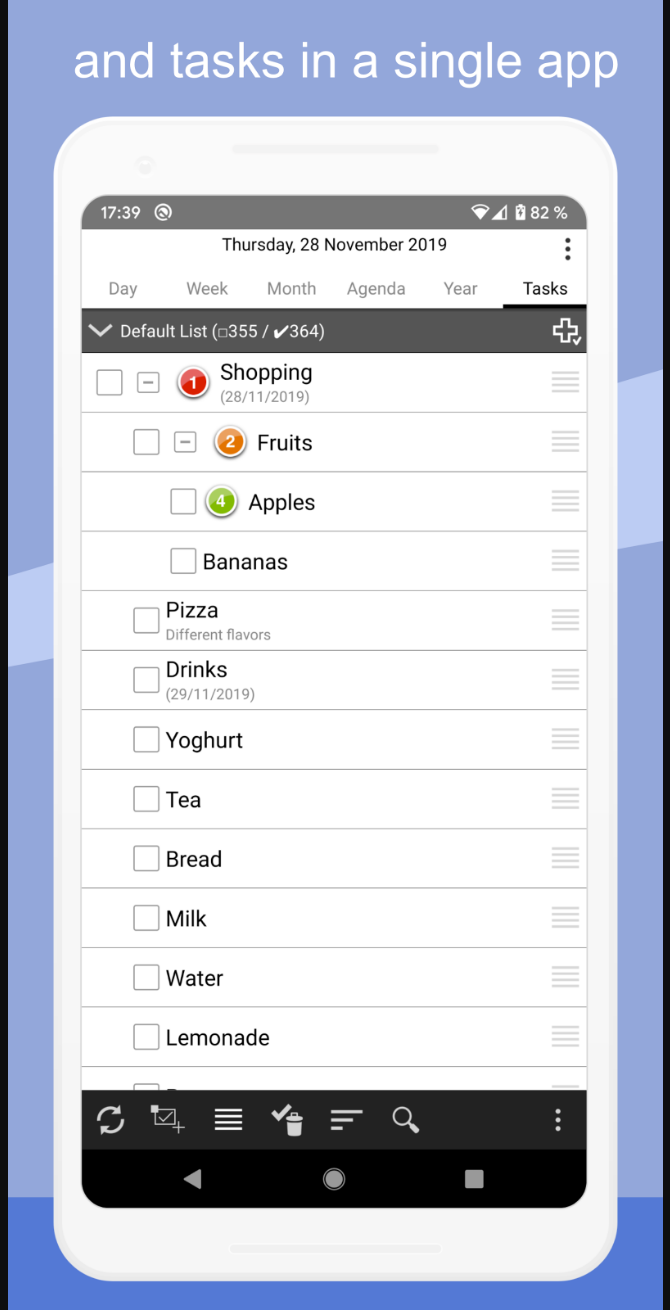 and tasks in a single app
17:39 82 %
Thursday, 28 November 2019
Day Week Month Agenda Year Tasks
Default List (□355 / ✔364)
1 Shopping
(28/11/2019)
2 Fruits
4 Apples
Bananas
Pizza
Different flavors
Drinks
(29/11/2019)
Yoghurt
Tea
Bread
Milk
Water
Lemonade